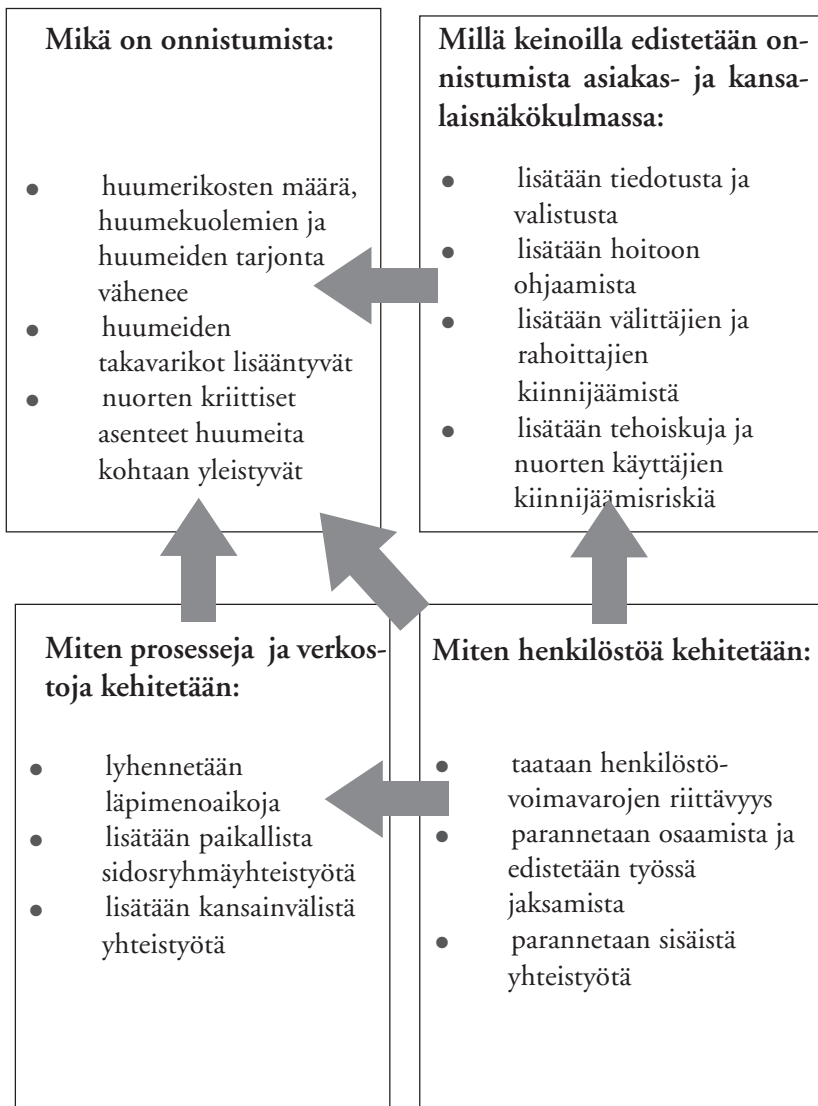 Mikä on onnistumista:
● huumerikosten määrä,
huumekuolemien ja
huumeiden tarjonta
vähenee
● huumeiden
takavarikot lisääntyvät
● nuorten kriittiset
asenteet huumeita
kohtaan yleistyvät
Millä keinoilla edistetään on-
nistumista asiakas- ja kansa-
laisnäkökulmassa:
● lisätään tiedotusta ja
valistusta
● lisätään hoitoon
ohjaamista
● lisätään välittäjien ja
rahoittajien
kiinnijäämistä
● lisätään tehoiskuja ja
nuorten käyttäjien
kiinnijäämisriskiä
Miten prosesseja ja verkos-
toja kehitetään:
● lyhennetään
läpimenoaikoja
● lisätään paikallista
sidosryhmäyhteistyötä
● lisätään kansainvälistä
yhteistyötä
Miten henkilöstöä kehitetään:
● taataan henkilöstö-
voimavarojen riittävyys
● parannetaan osaamista ja
edistetään työssä
jaksamista
● parannetaan sisäistä
yhteistyötä